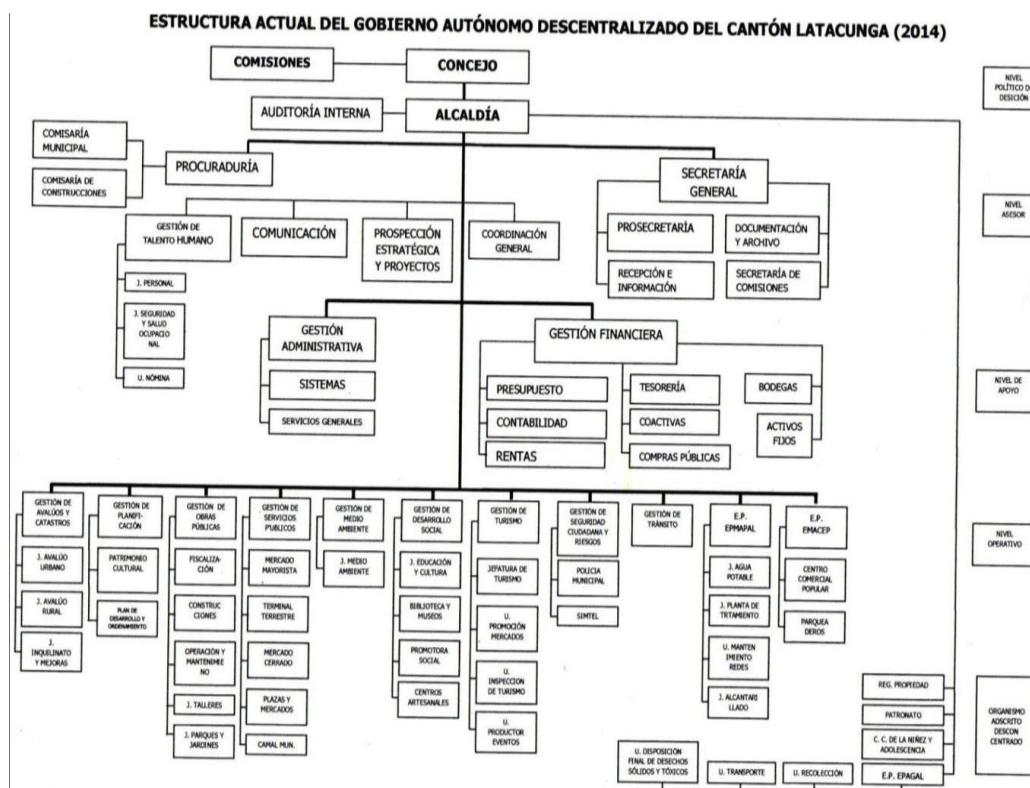 ESTRUCTURA ACTUAL DEL GOBIERNO AUTÓNOMO DESCENTRALIZADO DEL CANTÓN LATACUNGA (2014)
COMISIONES
CONCEJO
NIVEL
POLÍTICO D
DESICIÓN
AUDITORÍA INTERNA
ALCALDÍA
COMISARÍA
MUNICIPAL
COMISARÍA DE
CONSTRUCCIONES
PROCURADURÍA
SECRETARÍA
GENERAL
NIVEL
ASESOR
PROSECRETARÍA
DOCUMENTACIÓN
Y ARCHIVO
RECEPCIÓN E
INFORMACIÓN
SECRETARÍA DE
COMISIONES
GESTIÓN DE
TALENTO HUMANO
COMUNICACIÓN
PROSPECCIÓN
ESTRATÉGICA
Y PROYECTOS
COORDINACIÓN
GENERAL
J. PERSONAL
J. SEGURIDAD
Y SALUD
OCUPACIO
NAL
U. NÓMINA
GESTIÓN
ADMINISTRATIVA
SISTEMAS
SERVICIOS GENERALES
GESTIÓN FINANCIERA
PRESUPUESTO
CONTABILIDAD
RENTAS
TESORERÍA
COACTIVAS
COMPRAS PÚBLICAS
BODEGAS
ACTIVOS
FIJOS
NIVEL DE
APOYO
GESTIÓN DE
AVALÚOS Y
CATASTROS
J. AVALÚO
URBANO
J. AVALÚO
RURAL
J.
INQUILINATO
Y MEJORAS
GESTIÓN DE
PLANIFI-
CACIÓN
PATRIMONEO
CULTURAL
PLAN DE
DESARROLLO Y
ORDENAMIENTO
GESTIÓN DE
OBRAS
PÚBLICAS
FISCALIZA-
CIÓN
CONSTRUC
CIONES
OPERACIÓN Y
MANTENIMIE
NO
J. TALLERES
J. PARQUES Y
JARDINES
GESTIÓN DE
SERVICIOS
PUBLICOS
MERCADO
MAYORISTA
TERMINAL
TERRESTRE
MERCADO
CERRADO
PLAZAS Y
MERCADOS
CAMAL MUN.
GESTIÓN DE
MEDIO
AMBIENTE
J. MEDIO
AMBIENTE
GESTIÓN DE
DESARROLLO
SOCIAL
J. EDUCACIÓN
Y CULTURA
BIBLIOTECA Y
MUSEOS
PROMOTORA
SOCIAL
CENTROS
ARTESANALES
GESTIÓN DE
TURISMO
JEFATURA DE
TURISMO
U.
PROMOCIÓN
MERCADOS
U.
INSPECCION
DE TURISMO
U.
PRODUCTOR
EVENTOS
GESTIÓN DE
SEGURIDAD
CIUDADANA Y
RIESGOS
POLICIA
MUNICIPAL
SIMTEL
GESTIÓN DE
TRÁNSITO
E.P.
EPMAPAL
J. AGUA
POTABLE
J. PLANTA DE
TRTAMIENTO
U. MANTEN
IMIENTO
REDES
J. ALCANTARI
LLADO
E.P.
EMACEP
CENTRO
COMERCIAL
POPULAR
PARQUEA
DEROS
NIVEL
OPERATIVO
REG. PROPIEDAD
PATRONATO
C. C. DE LA NIÑEZ Y
ADOLESCENCIA
E.P. EPAGAL
ORGANISMO
ADSCRITO
DESCON
CENTRADO
U. DISPOSICIÓN
FINAL DE DESECHOS
SÓLIDOS Y TÓXICOS
U. TRANSPORTE
U. RECOLECCIÓN